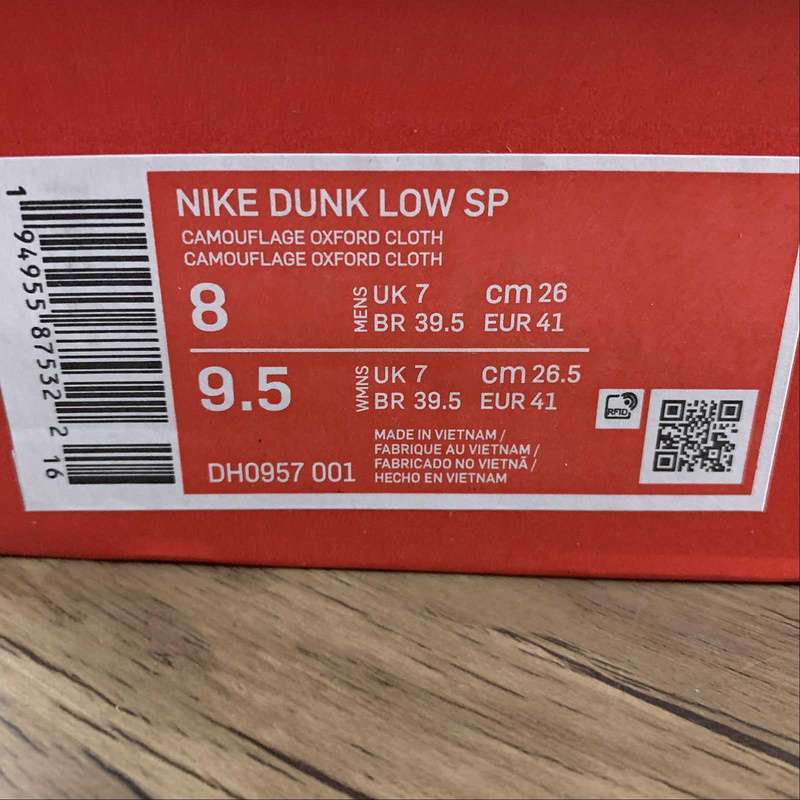 NIKE DUNK LOW SP
CAMOUFLAGE OXFORD CLOTH
CAMOUFLAGE OXFORD CLOTH
8
MENS
UK 7 cm 26
BR 39.5 EUR 41
9.5
WMNS
UK 7 cm 26.5
BR 39.5 EUR 41
MADE IN VIETNAM /
FABRIQUE AU VIETNAM /
FABRICADO NO VIETNÃ /
HECHO EN VIETNAM
DH0957 001
RFID
1 94955 87532 2 16